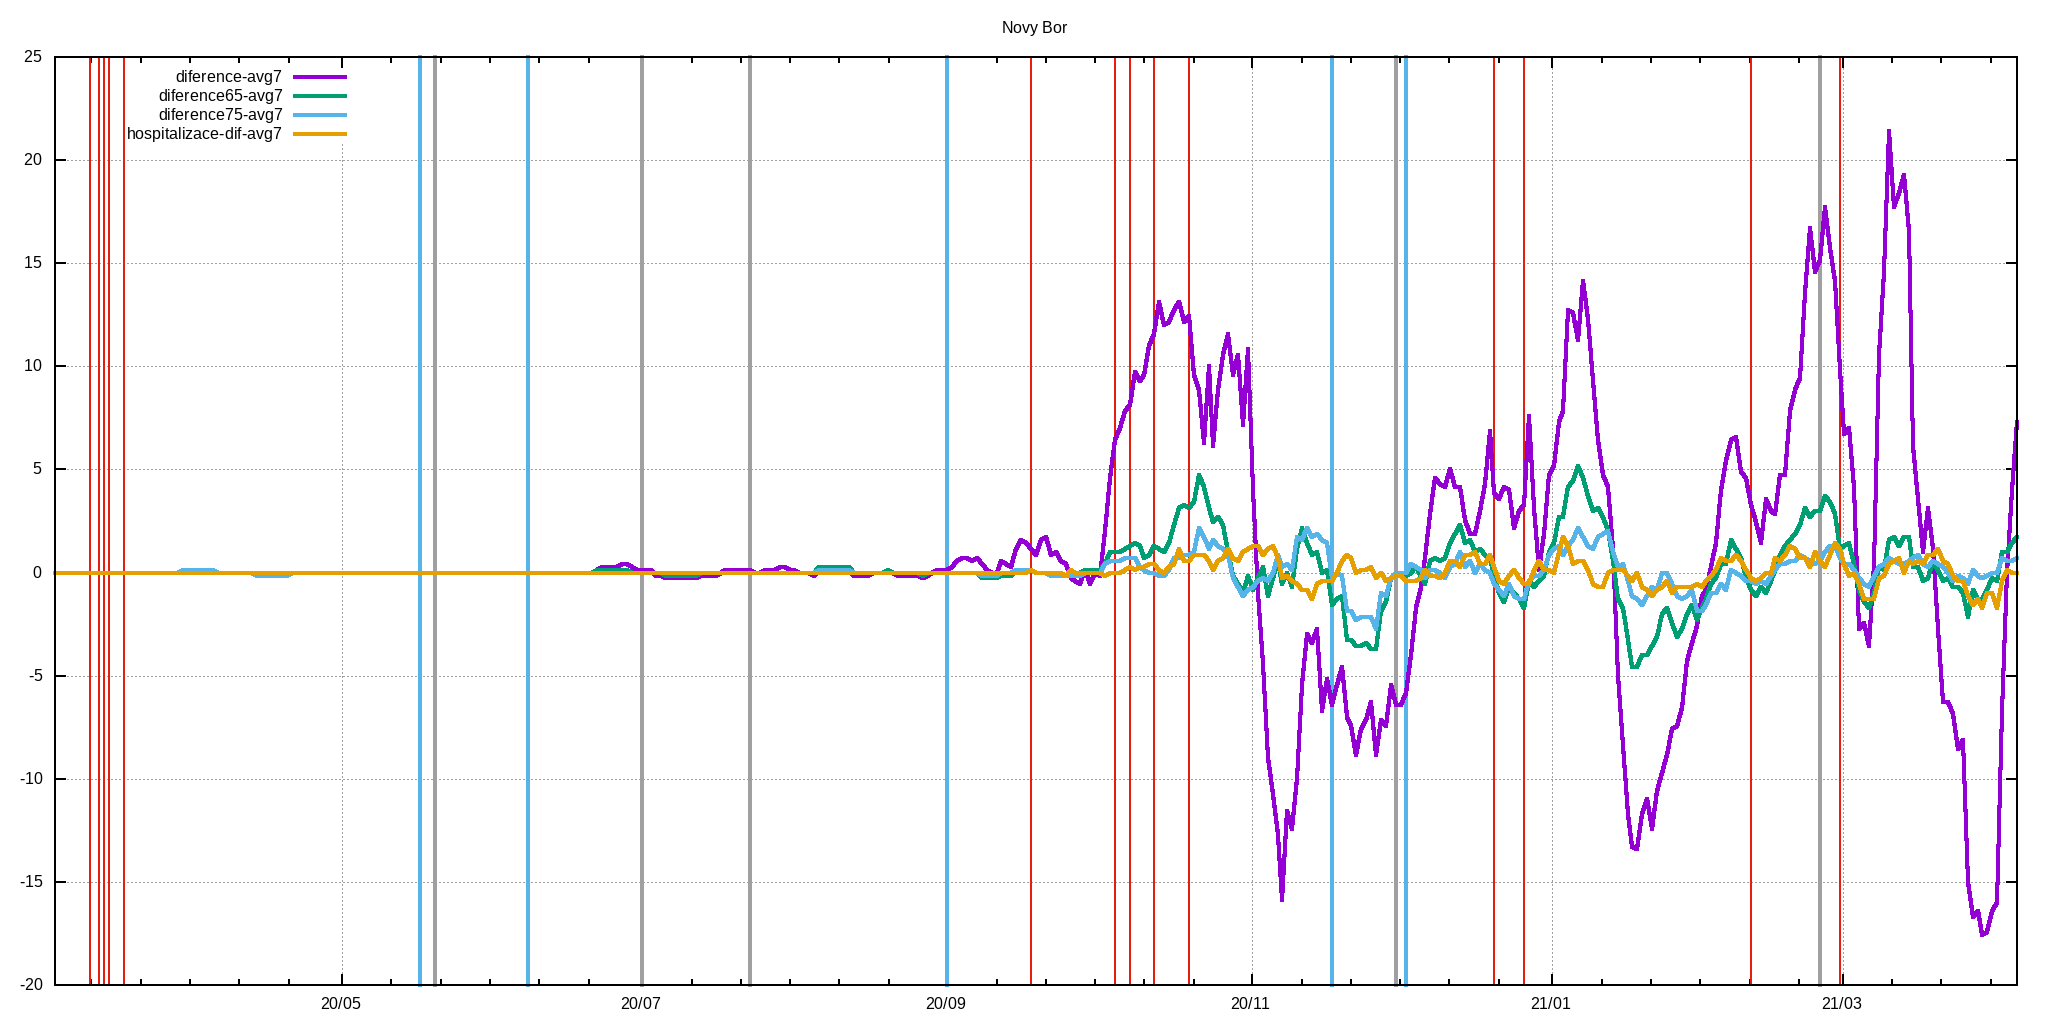 Novy Bor
25
20
15
10
5
0
-5
-10
-15
-20
diference-avg7
diference65-avg7
diference75-avg7
hospitalizace-dif-avg7
20/05 20/07 20/09 20/11 21/01 21/03